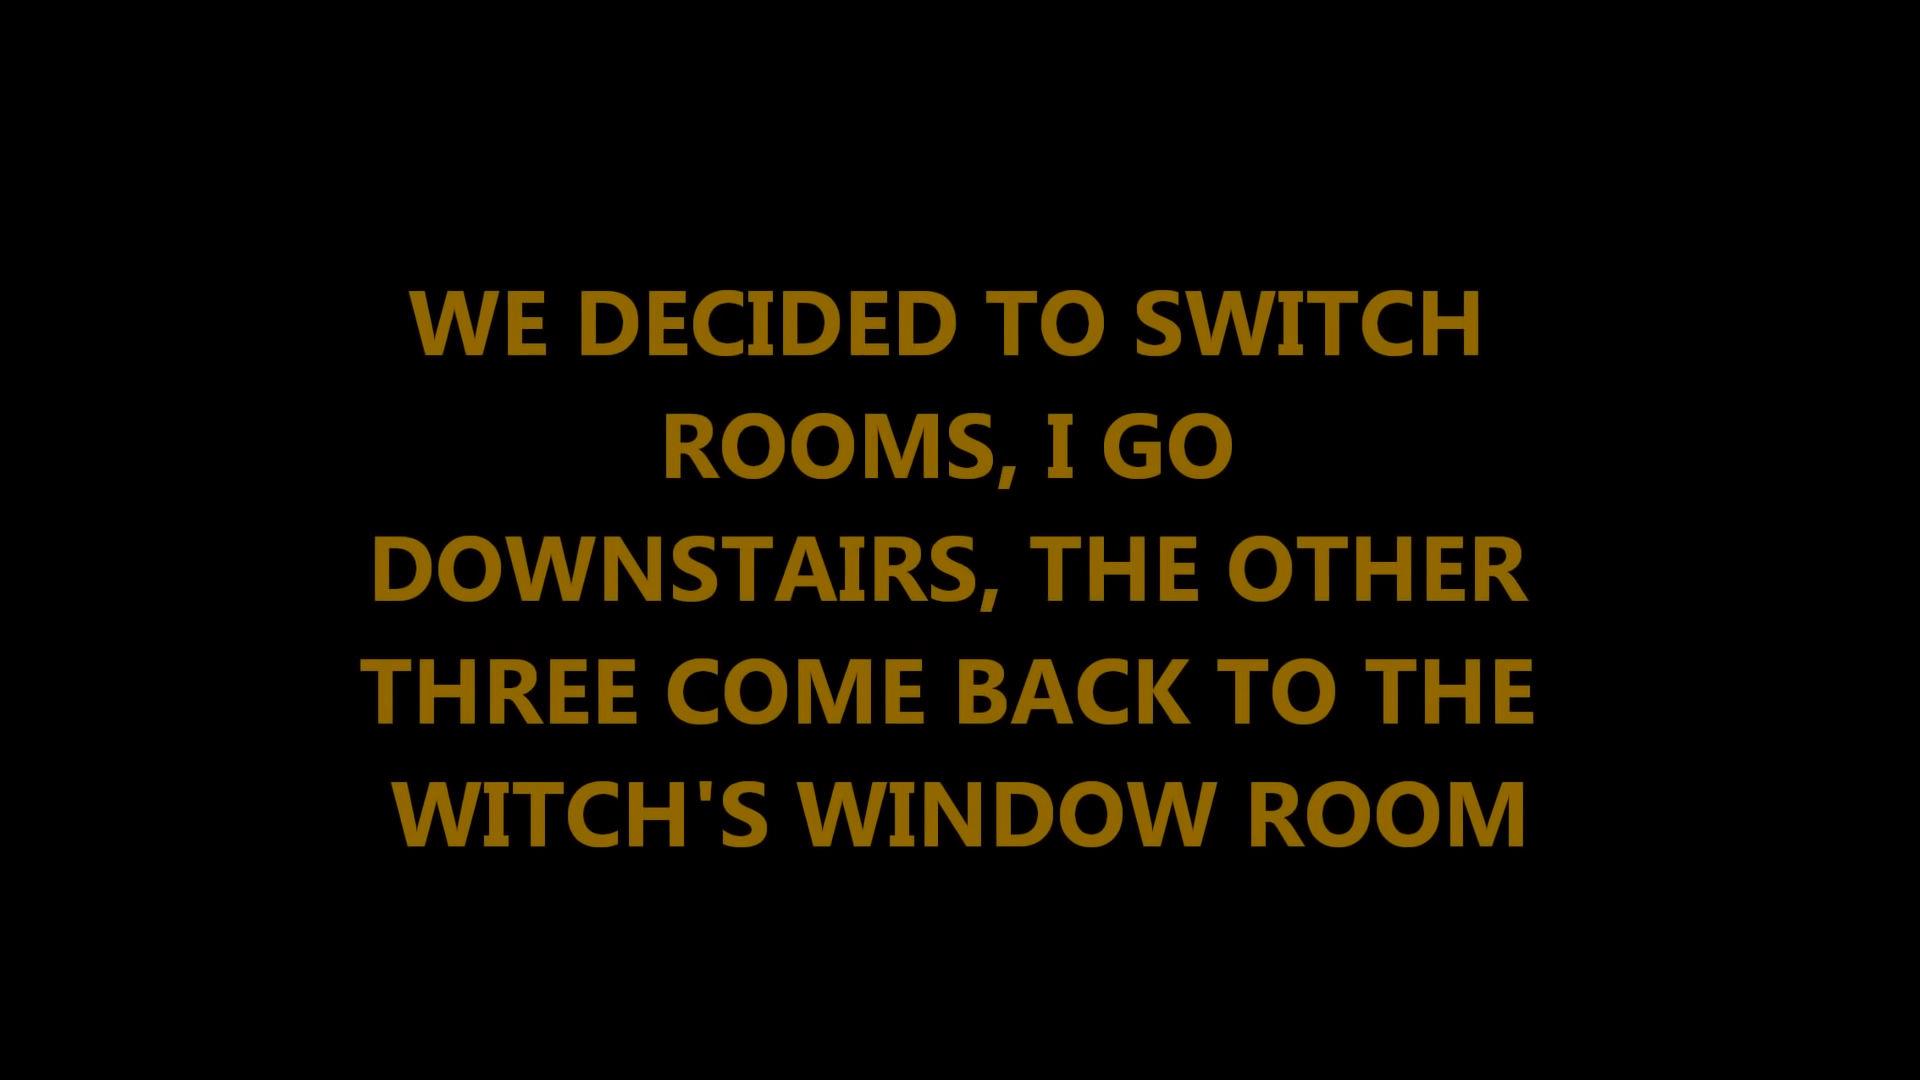 WE DECIDED TO SWITCH
ROOMS, I GO
DOWNSTAIRS, THE OTHER
THREE COME BACK TO THE
WITCH'S WINDOW ROOM